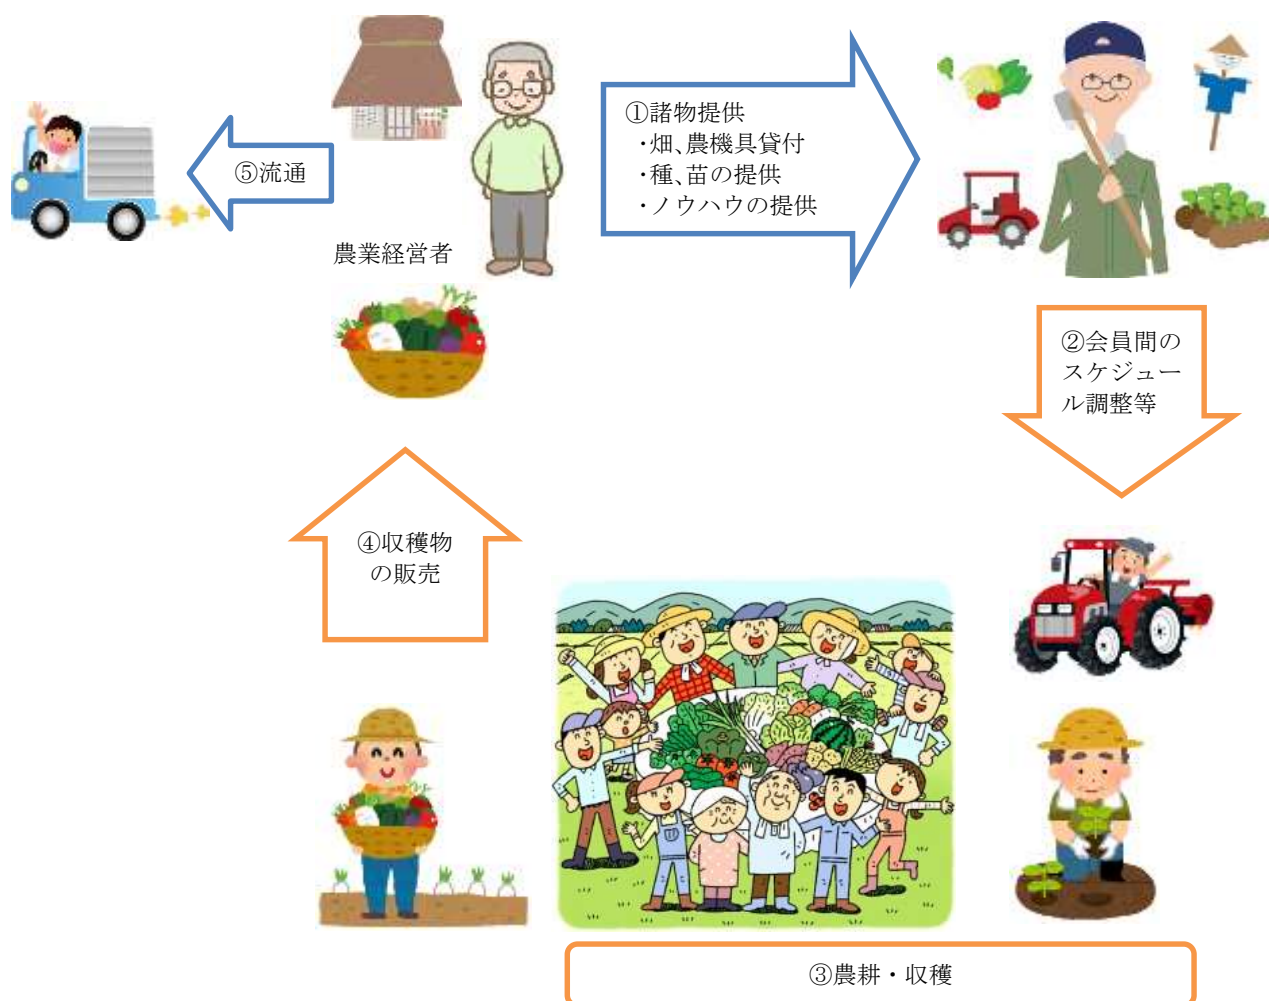 ①諸物提供
・畑、農機具貸付
・種、苗の提供
・ノウハウの提供
⑤流通
農業経営者
②会員間の
スケジュー
ル調整等
④収穫物
の販売
③農耕・収穫